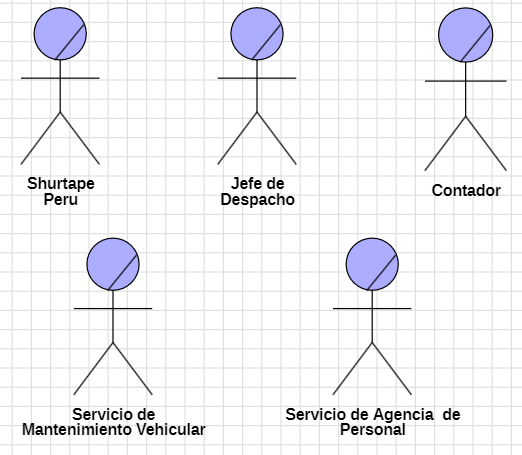 Shurtape
Peru
Jefe de
Despacho
Contador
Servicio de
Mantenimiento Vehicular
Servicio de Agencia  de
Personal